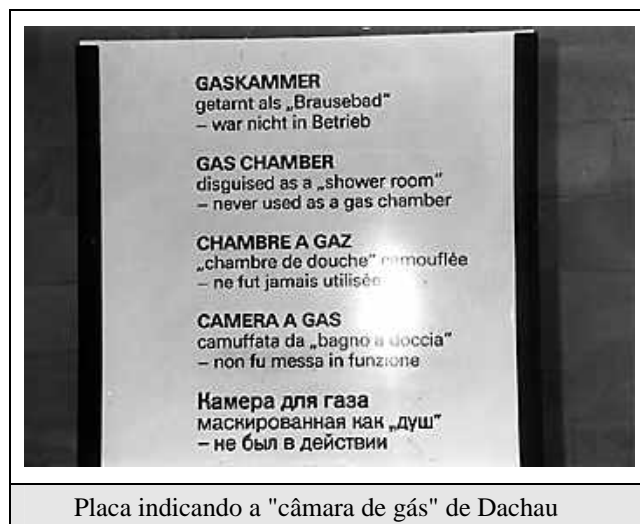 GASKAMMER
getarnt als „Brausebad"
– war nicht in Betrieb
GAS CHAMBER
disguised as a „shower room"
– never used as a gas chamber
CHAMBRE A GAZ
„chambre de douche" camouflée
– ne fut jamais utilisée
CAMERA A GAS
camuffata da „bagno a doccia"
– non fu messa in funzione
Камера для газа
маскированная как „душ"
– не был в действии
Placa indicando a "câmara de gás" de Dachau